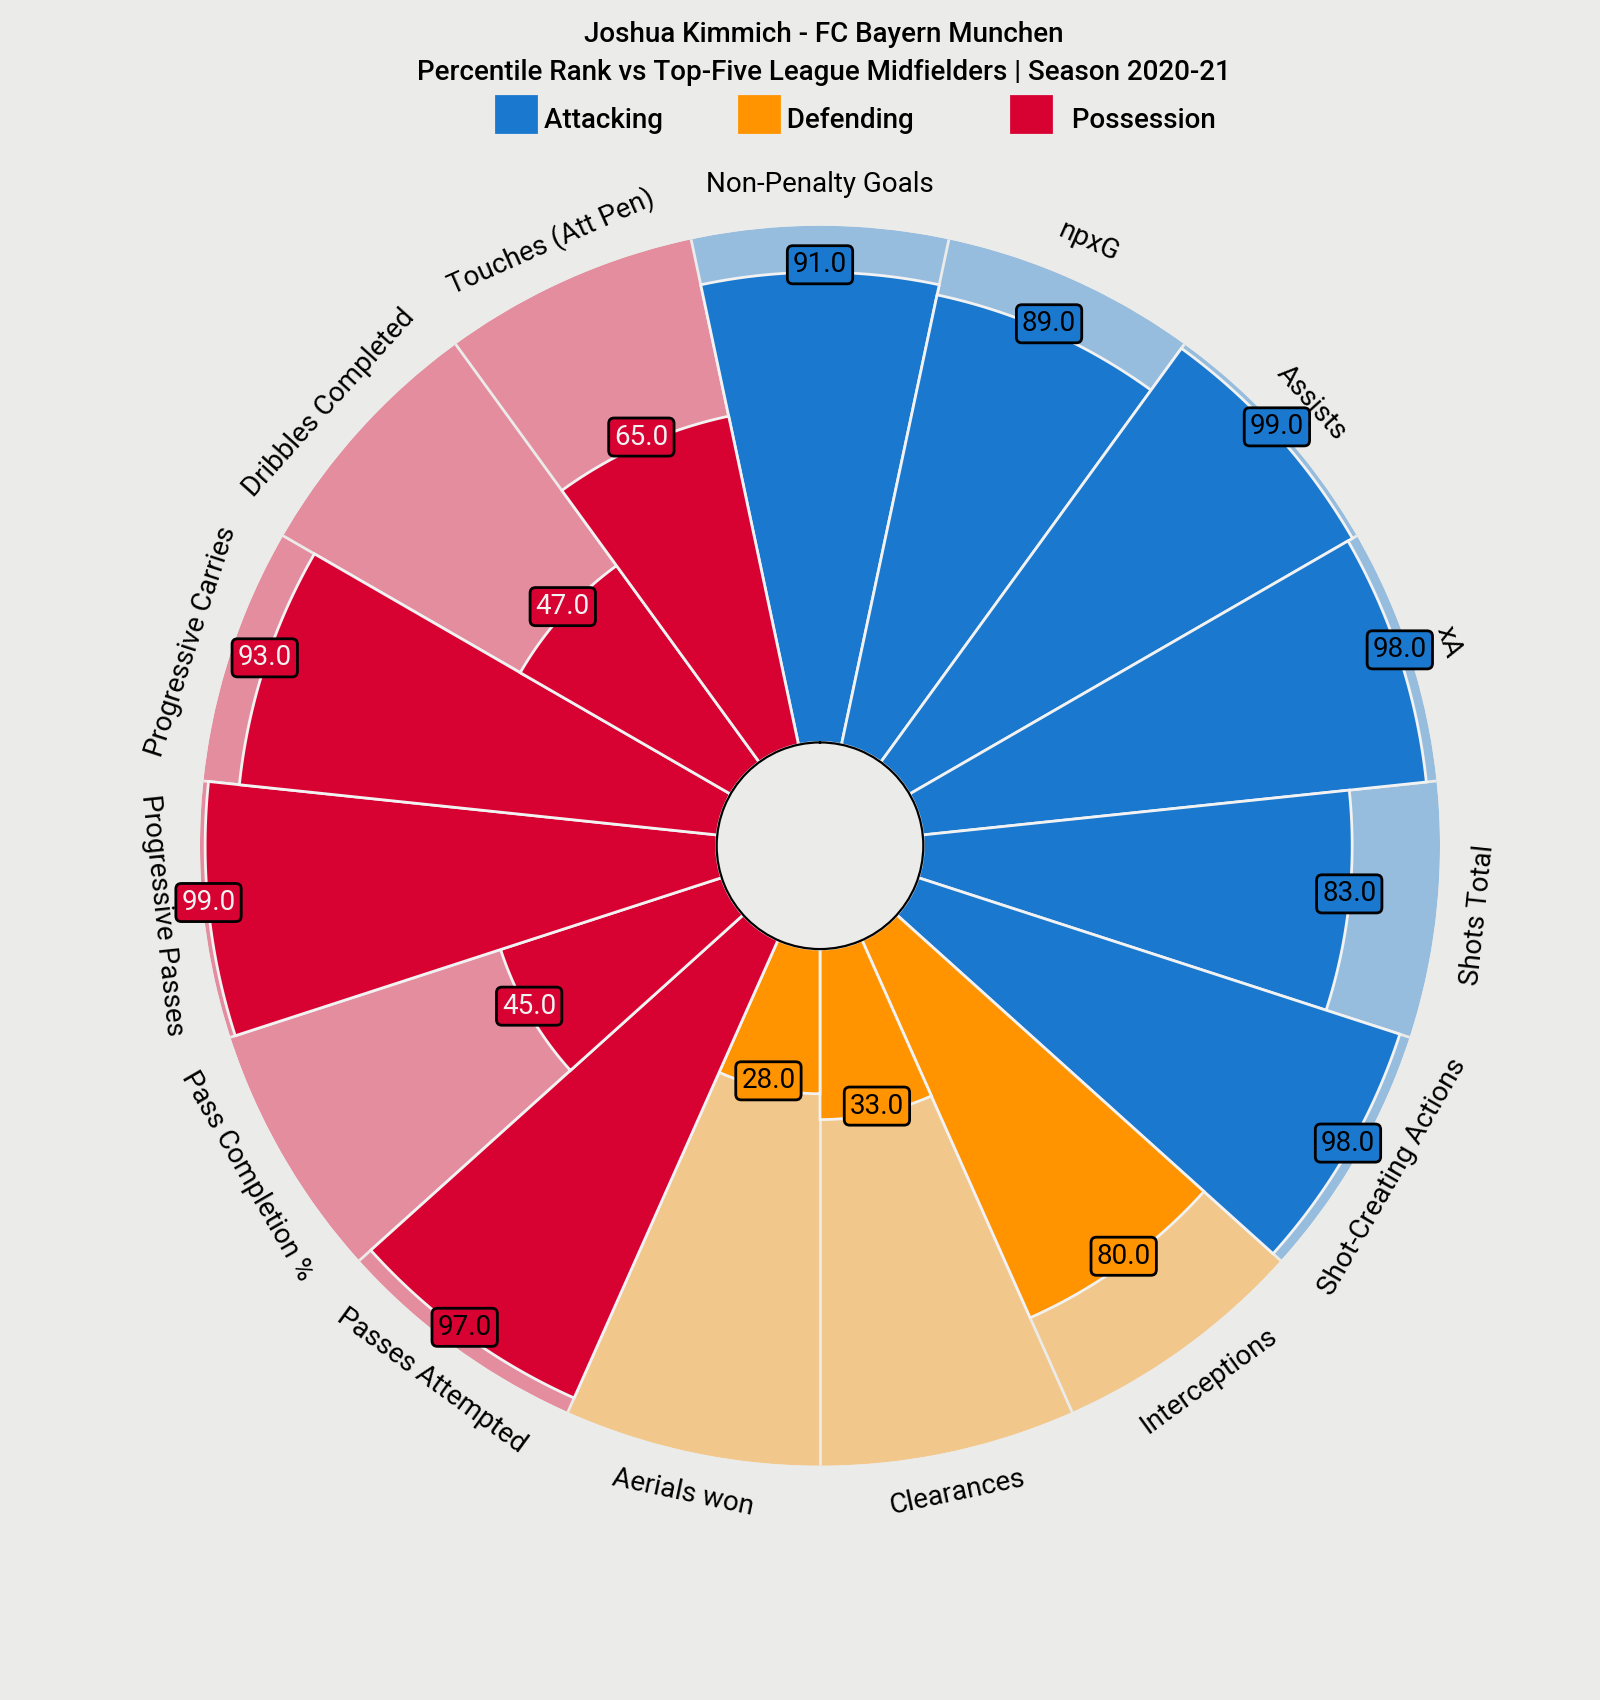 Joshua Kimmich - FC Bayern Munchen
Percentile Rank vs Top-Five League Midfielders | Season 2020-21
Attacking Defending Possession
Non-Penalty Goals
91.0
npxG
89.0
Assists
99.0
xA
98.0
Shots Total
83.0
Shot-Creating Actions
98.0
Interceptions
80.0
Clearances
33.0
Aerials won
28.0
Passes Attempted
97.0
Pass Completion %
45.0
Progressive Passes
99.0
Progressive Carries
93.0
Dribbles Completed
47.0
Touches (Att Pen)
65.0